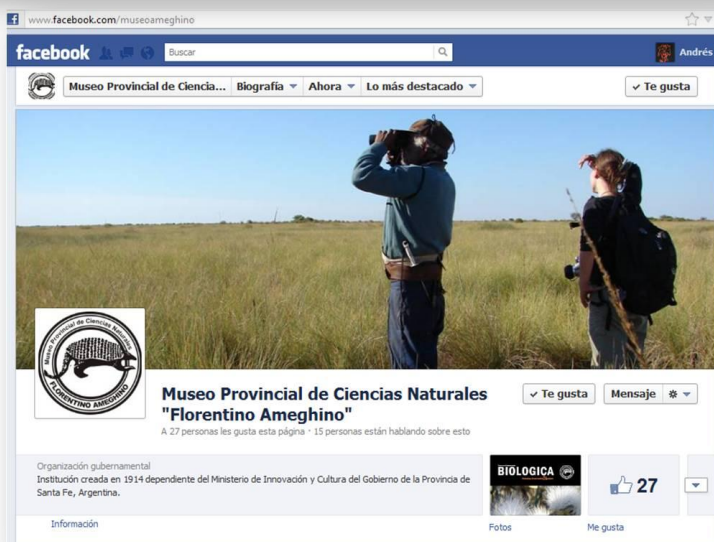 www.facebook.com/museoameghino
facebook
Buscar
Andrés
Museo Provincial de Ciencia... Biografía Ahora Lo más destacado
Te gusta
Museo Provincial de Ciencias Naturales
FLORENTINO AMEGHINO
Museo Provincial de Ciencias Naturales
"Florentino Ameghino"
Te gusta
Mensaje
A 27 personas les gusta esta página · 15 personas están hablando sobre esto
Organización gubernamental
Institución creada en 1914 dependiente del Ministerio de Innovación y Cultura del Gobierno de la Provincia de
Santa Fe, Argentina.
Información
BIOLOGICA
Fotos
27
Me gusta